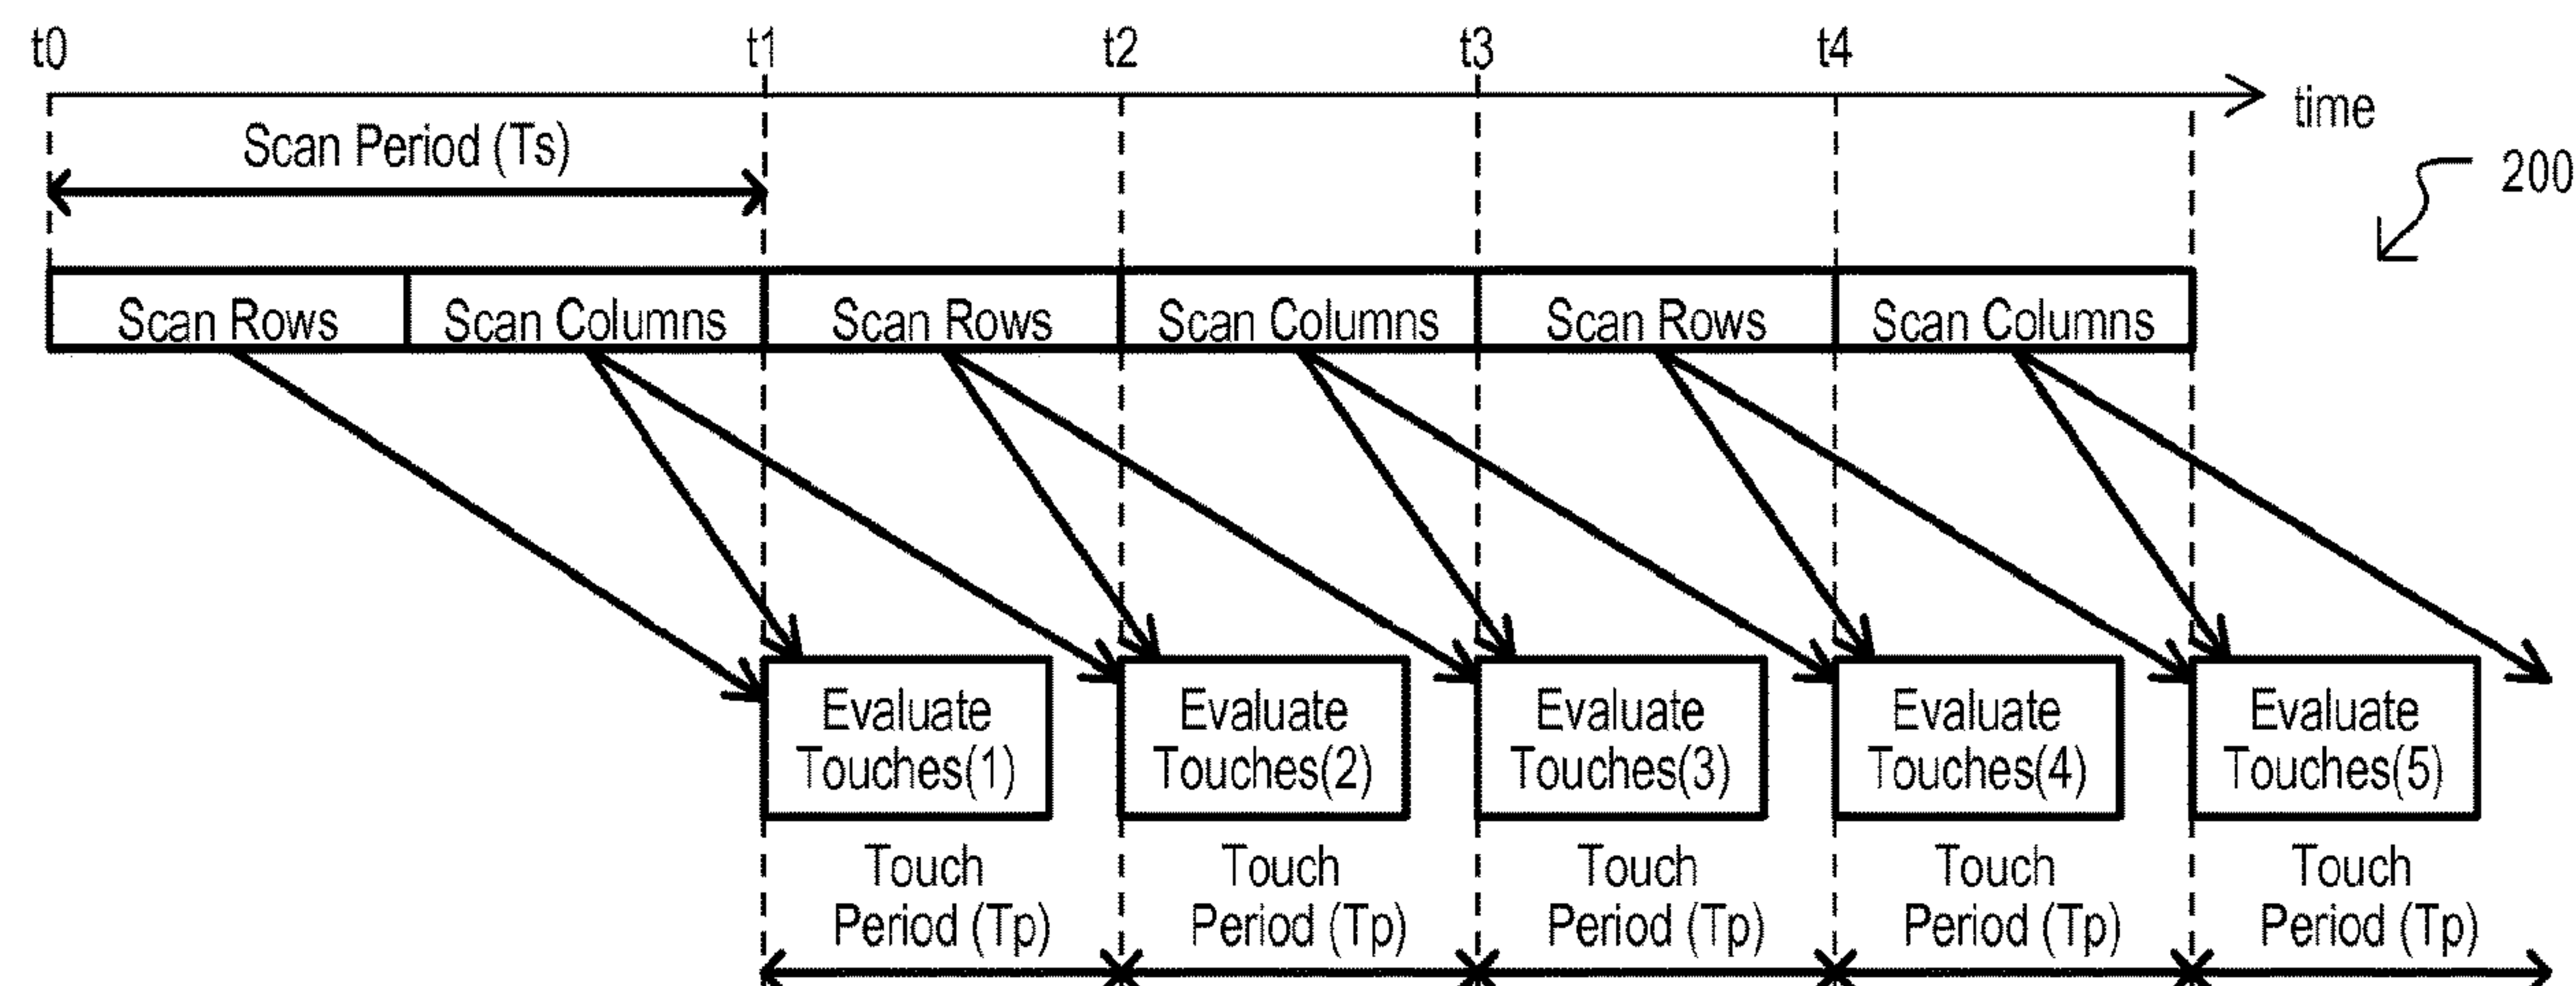 t0
t1
t2
t3
t4
time
Scan Period (Ts)
200
Scan Rows
Scan Columns
Scan Rows
Scan Columns
Scan Rows
Scan Columns
Evaluate
Touches(1)
Evaluate
Touches(2)
Evaluate
Touches(3)
Evaluate
Touches(4)
Evaluate
Touches(5)
Touch
Period (Tp)
Touch
Period (Tp)
Touch
Period (Tp)
Touch
Period (Tp)
Touch
Period (Tp)